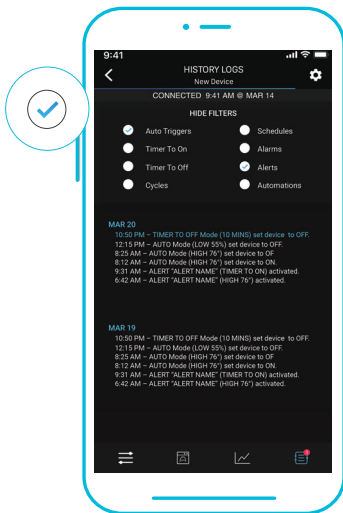 9:41
HISTORY LOGS
New Device
CONNECTED 9:41 AM @ MAR 14
HIDE FILTERS
Auto Triggers
Schedules
Timer To On
Alarms
Timer To Off
Alerts
Cycles
Automations
MAR 20
10:50 PM – TIMER TO OFF Mode (10 MINS) set device to OFF.
12:15 PM – AUTO Mode (LOW 55%) set device to OFF.
8:25 AM – AUTO Mode (HIGH 76°) set device to OF
8:12 AM – AUTO Mode (HIGH 76°) set device to ON.
9:31 AM – ALERT "ALERT NAME" (TIMER TO ON) activated.
6:42 AM – ALERT "ALERT NAME" (HIGH 76°) activated.
MAR 19
10:50 PM – TIMER TO OFF Mode (10 MINS) set device to OFF.
12:15 PM – AUTO Mode (LOW 55%) set device to OFF.
8:25 AM – AUTO Mode (HIGH 76°) set device to OF
8:12 AM – AUTO Mode (HIGH 76°) set device to ON.
9:31 AM – ALERT "ALERT NAME" (TIMER TO ON) activated.
6:42 AM – ALERT "ALERT NAME" (HIGH 76°) activated.